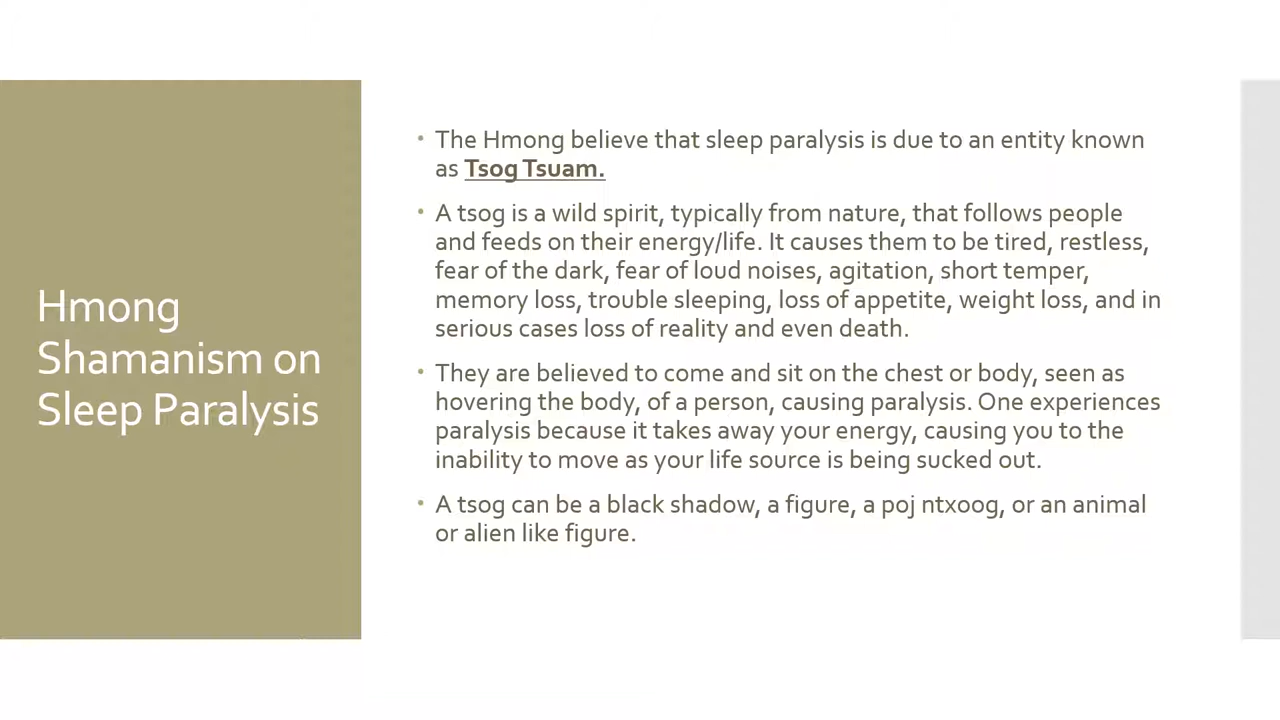 Hmong
Shamanism on
Sleep Paralysis
• The Hmong believe that sleep paralysis is due to an entity known
as Tsog Tsuam.
• A tsog is a wild spirit, typically from nature, that follows people
and feeds on their energy/life. It causes them to be tired, restless,
fear of the dark, fear of loud noises, agitation, short temper,
memory loss, trouble sleeping, loss of appetite, weight loss, and in
serious cases loss of reality and even death.
• They are believed to come and sit on the chest or body, seen as
hovering the body, of a person, causing paralysis. One experiences
paralysis because it takes away your energy, causing you to the
inability to move as your life source is being sucked out.
• A tsog can be a black shadow, a figure, a poj ntxoog, or an animal
or alien like figure.